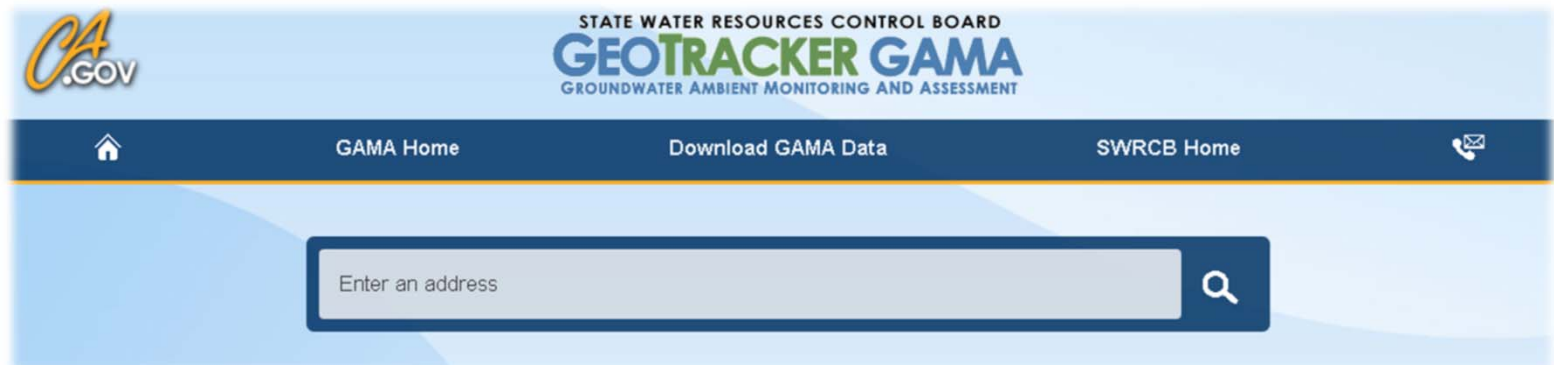 CA
.GOV
STATE WATER RESOURCES CONTROL BOARD
GEOTRACKER GAMA
GROUNDWATER AMBIENT MONITORING AND ASSESSMENT
GAMA Home Download GAMA Data SWRCB Home
Enter an address